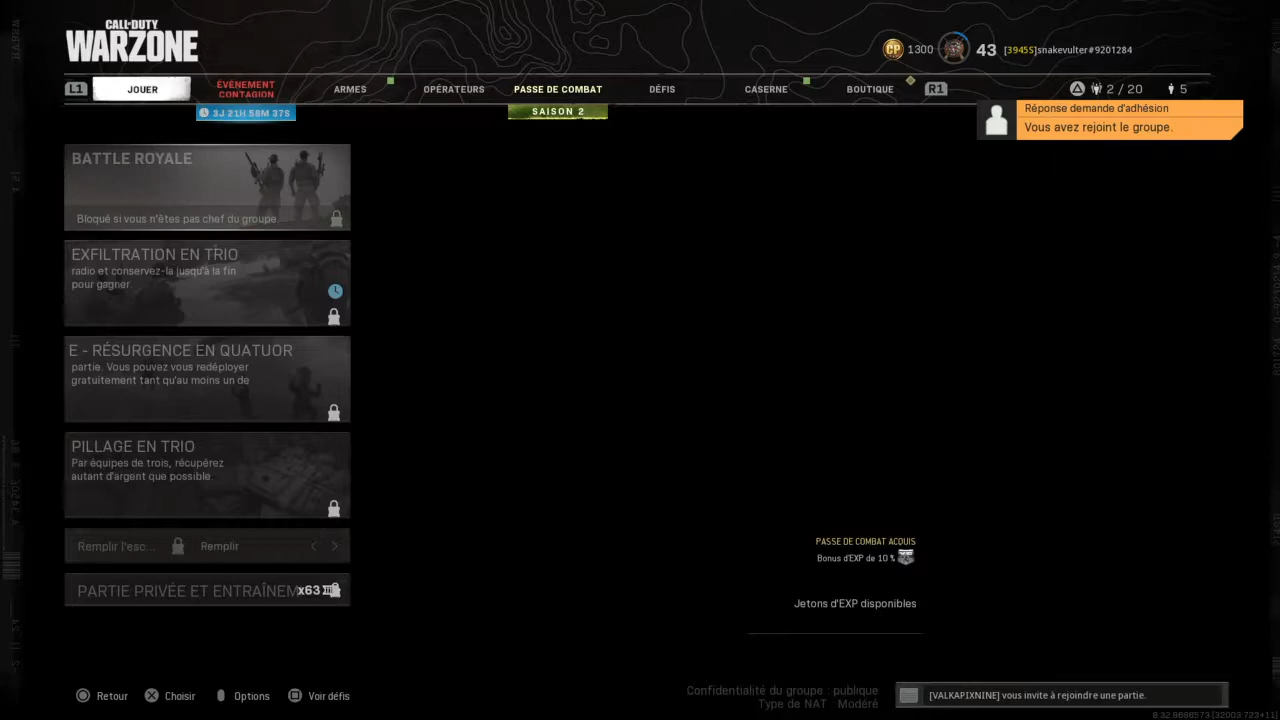 CALL·DUTY
WARZONE
CP 1300 43 [3945S]snakevulter#9201284
L1 JOUER ÉVÈNEMENT CONTAGION ARMES OPÉRATEURS PASSE DE COMBAT DÉFIS CASERNE BOUTIQUE R1 2 / 20 5
3J 21H 58M 37S SAISON 2
Réponse demande d'adhésion
Vous avez rejoint le groupe.
BATTLE ROYALE
Bloqué si vous n'êtes pas chef du groupe.
EXFILTRATION EN TRIO
radio et conservez-la jusqu'à la fin
pour gagner.
E - RÉSURGENCE EN QUATUOR
partie. Vous pouvez vous redéployer
gratuitement tant qu'au moins un de
PILLAGE EN TRIO
Par équipes de trois, récupérez
autant d'argent que possible.
Remplir l'esc... Remplir
PARTIE PRIVÉE ET ENTRAÎNEM x63
PASSE DE COMBAT ACQUIS
Bonus d'EXP de 10 %
Jetons d'EXP disponibles
Retour Choisir Options Voir défis
Confidentialité du groupe : publique
Type de NAT : Modéré
[VALKAPIXNINE] vous invite à rejoindre une partie.